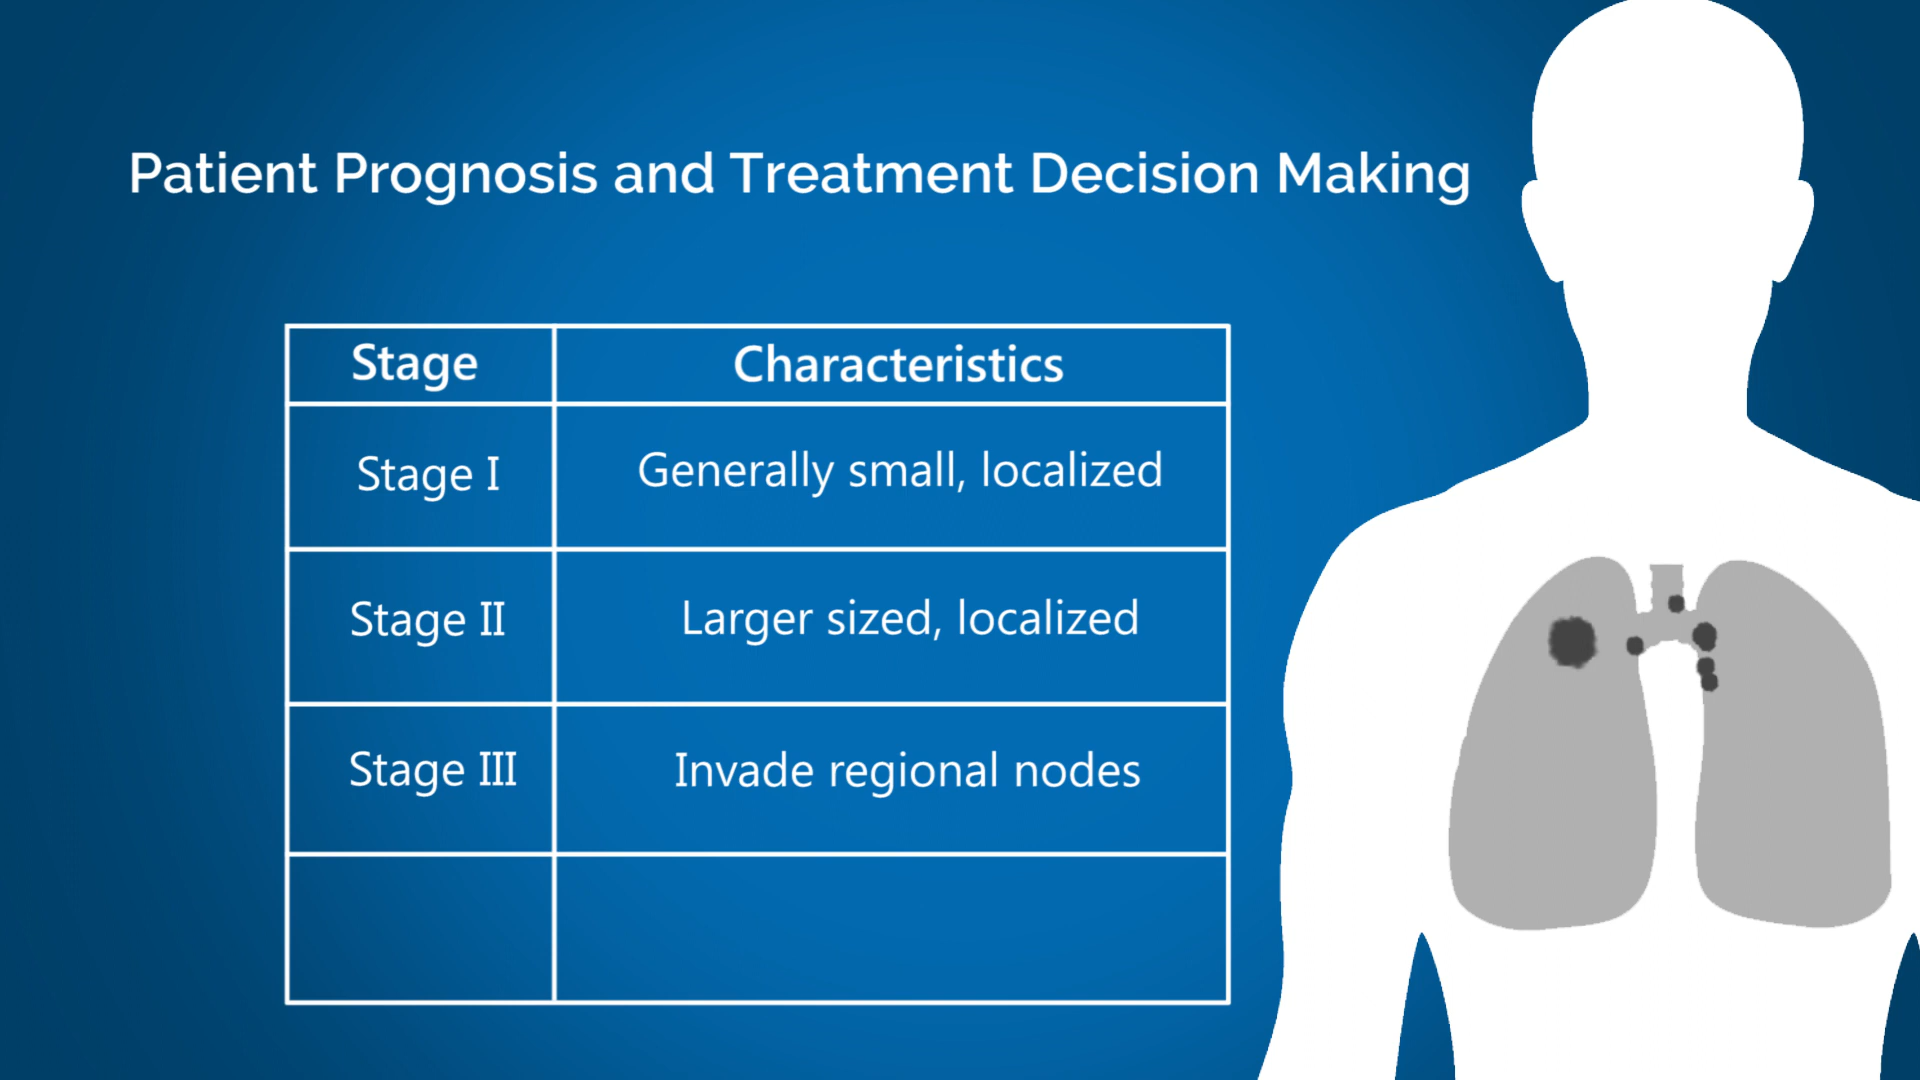 Patient Prognosis and Treatment Decision Making
Stage Characteristics
Stage I Generally small, localized
Stage II Larger sized, localized
Stage III Invade regional nodes